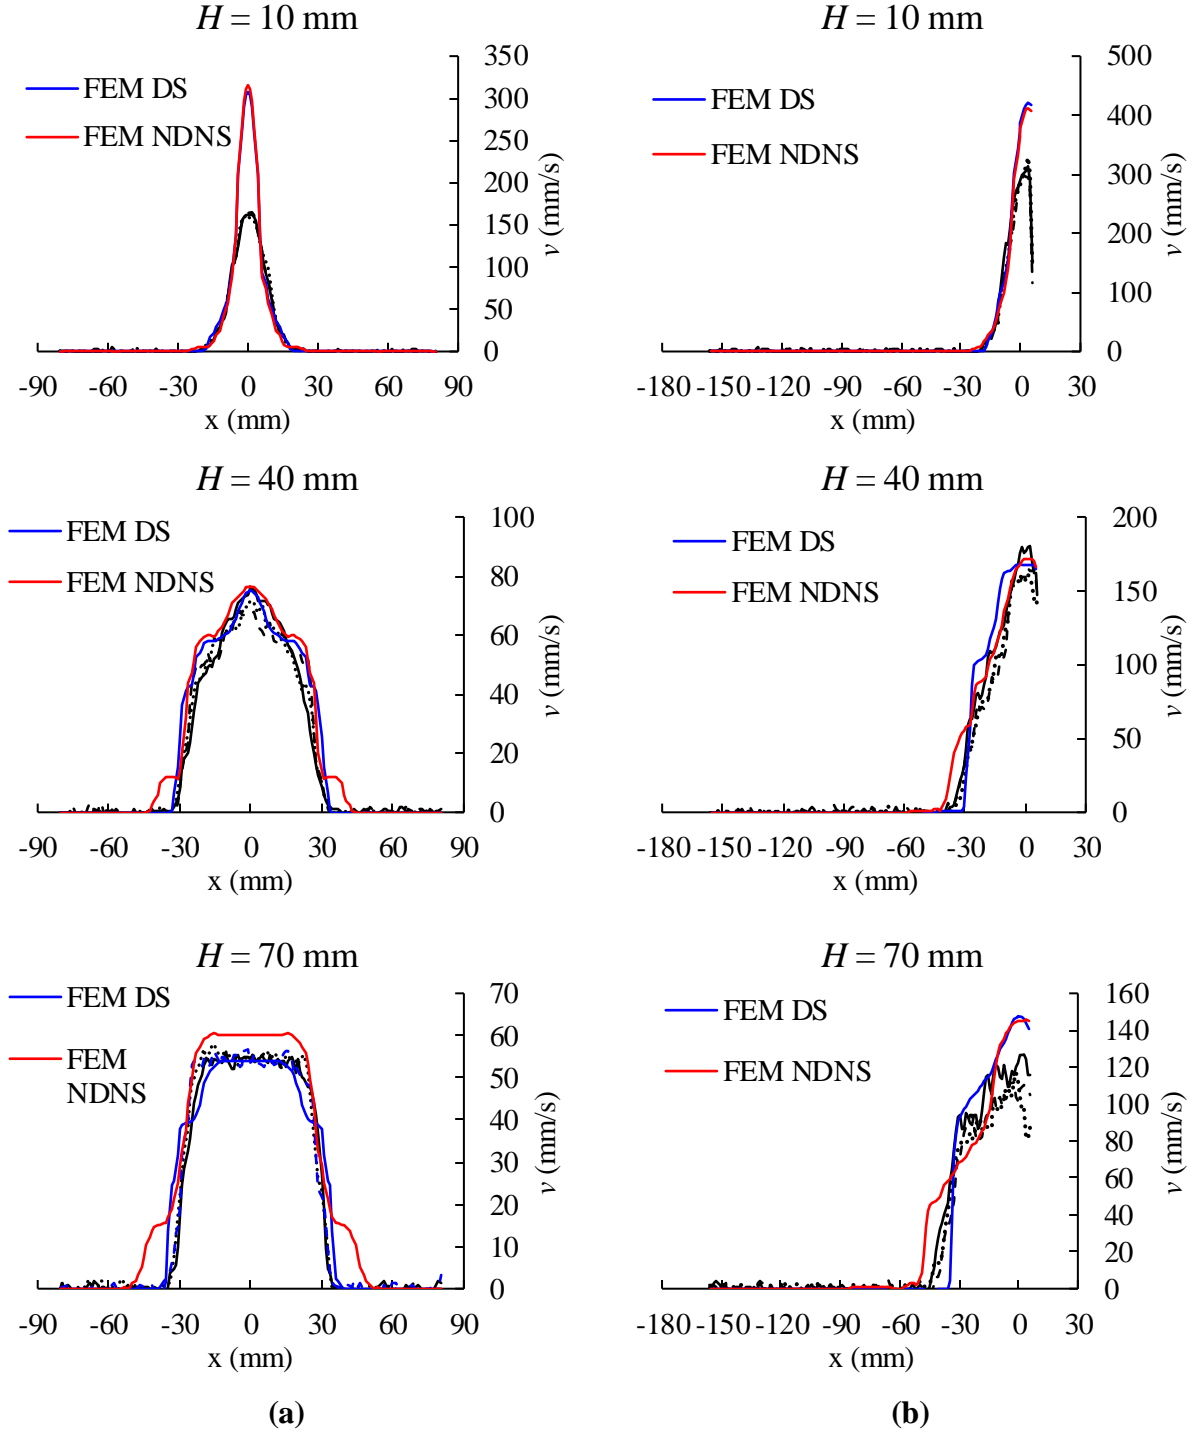 H = 10 mm
FEM DS
FEM NDNS
350
300
250
200
150
100
50
0
v (mm/s)
-90 -60 -30 0 30 60 90
x (mm)
H = 10 mm
FEM DS
FEM NDNS
500
400
300
200
100
0
v (mm/s)
-180 -150 -120 -90 -60 -30 0 30
x (mm)
H = 40 mm
FEM DS
FEM NDNS
100
80
60
40
20
0
v (mm/s)
-90 -60 -30 0 30 60 90
x (mm)
H = 40 mm
FEM DS
FEM NDNS
200
150
100
50
0
v (mm/s)
-180 -150 -120 -90 -60 -30 0 30
x (mm)
H = 70 mm
FEM DS
FEM
NDNS
70
60
50
40
30
20
10
0
v (mm/s)
-90 -60 -30 0 30 60 90
x (mm)
H = 70 mm
FEM DS
FEM NDNS
160
140
120
100
80
60
40
20
0
v (mm/s)
-180 -150 -120 -90 -60 -30 0 30
x (mm)
(a)
(b)